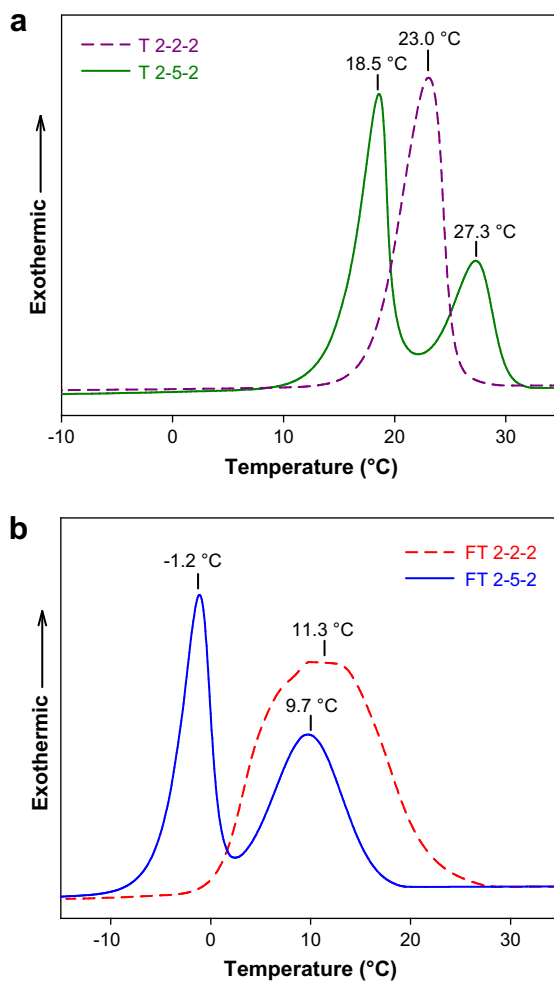 a
T 2-2-2
T 2-5-2
23.0 °C
18.5 °C
27.3 °C
Exothermic
-10 0 10 20 30
Temperature (°C)
b
-1.2 °C
FT 2-2-2
FT 2-5-2
11.3 °C
9.7 °C
Exothermic
-10 0 10 20 30
Temperature (°C)